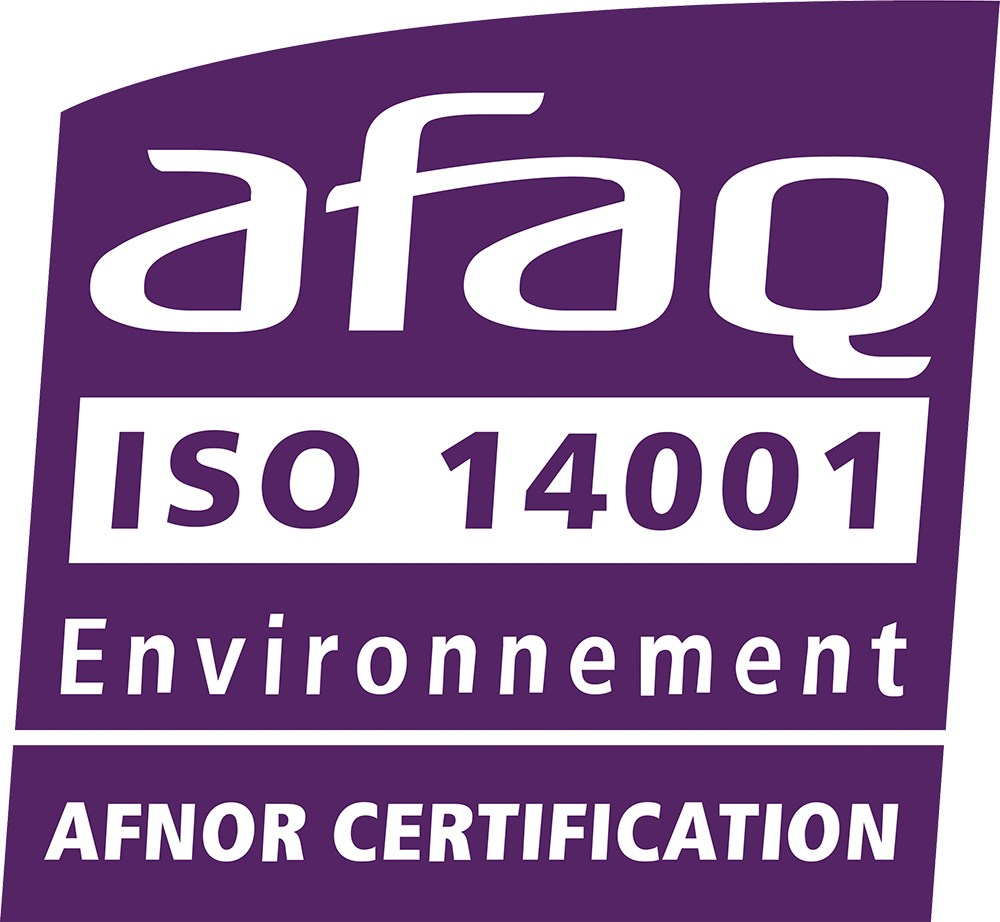 afaq
ISO 14001
Environnement
AFNOR CERTIFICATION